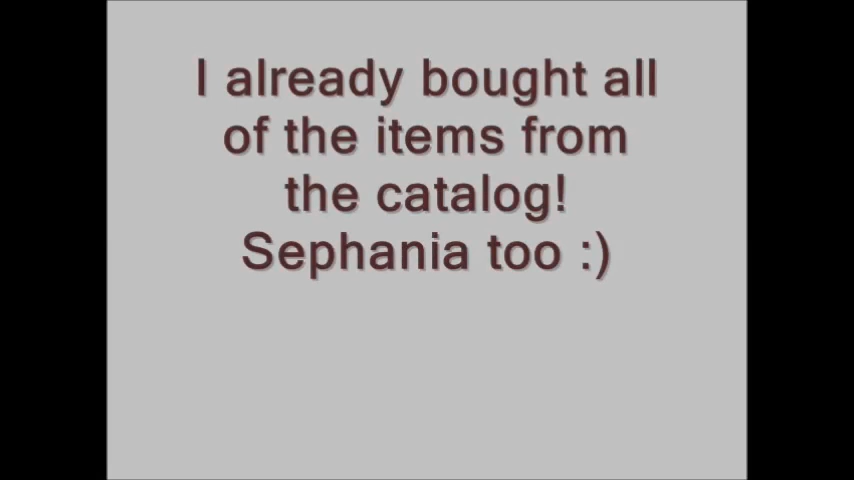 I already bought all
of the items from
the catalog!
Sephania too :)